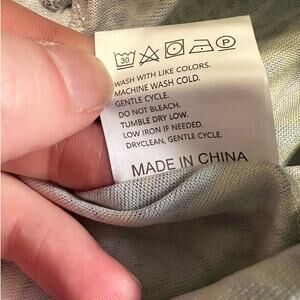 30 P
WASH WITH LIKE COLORS.
MACHINE WASH COLD.
GENTLE CYCLE.
DO NOT BLEACH.
TUMBLE DRY LOW.
LOW IRON IF NEEDED.
DRYCLEAN, GENTLE CYCLE.
MADE IN CHINA